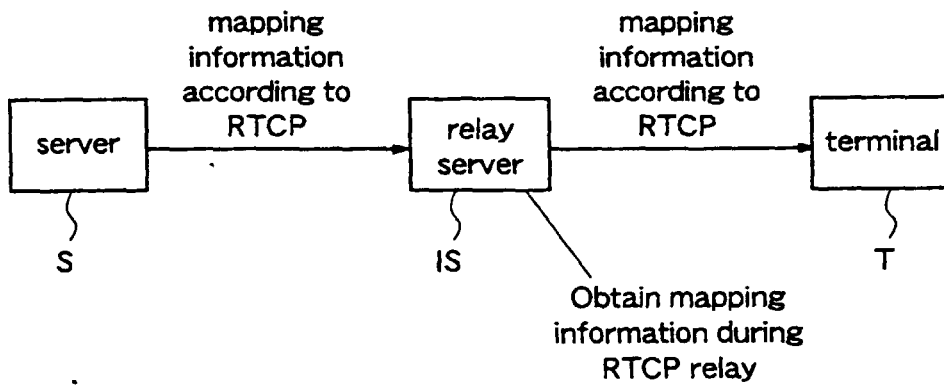 mapping
information
according to
RTCP
mapping
information
according to
RTCP
server
relay
server
terminal
S
IS
T
Obtain mapping
information during
RTCP relay